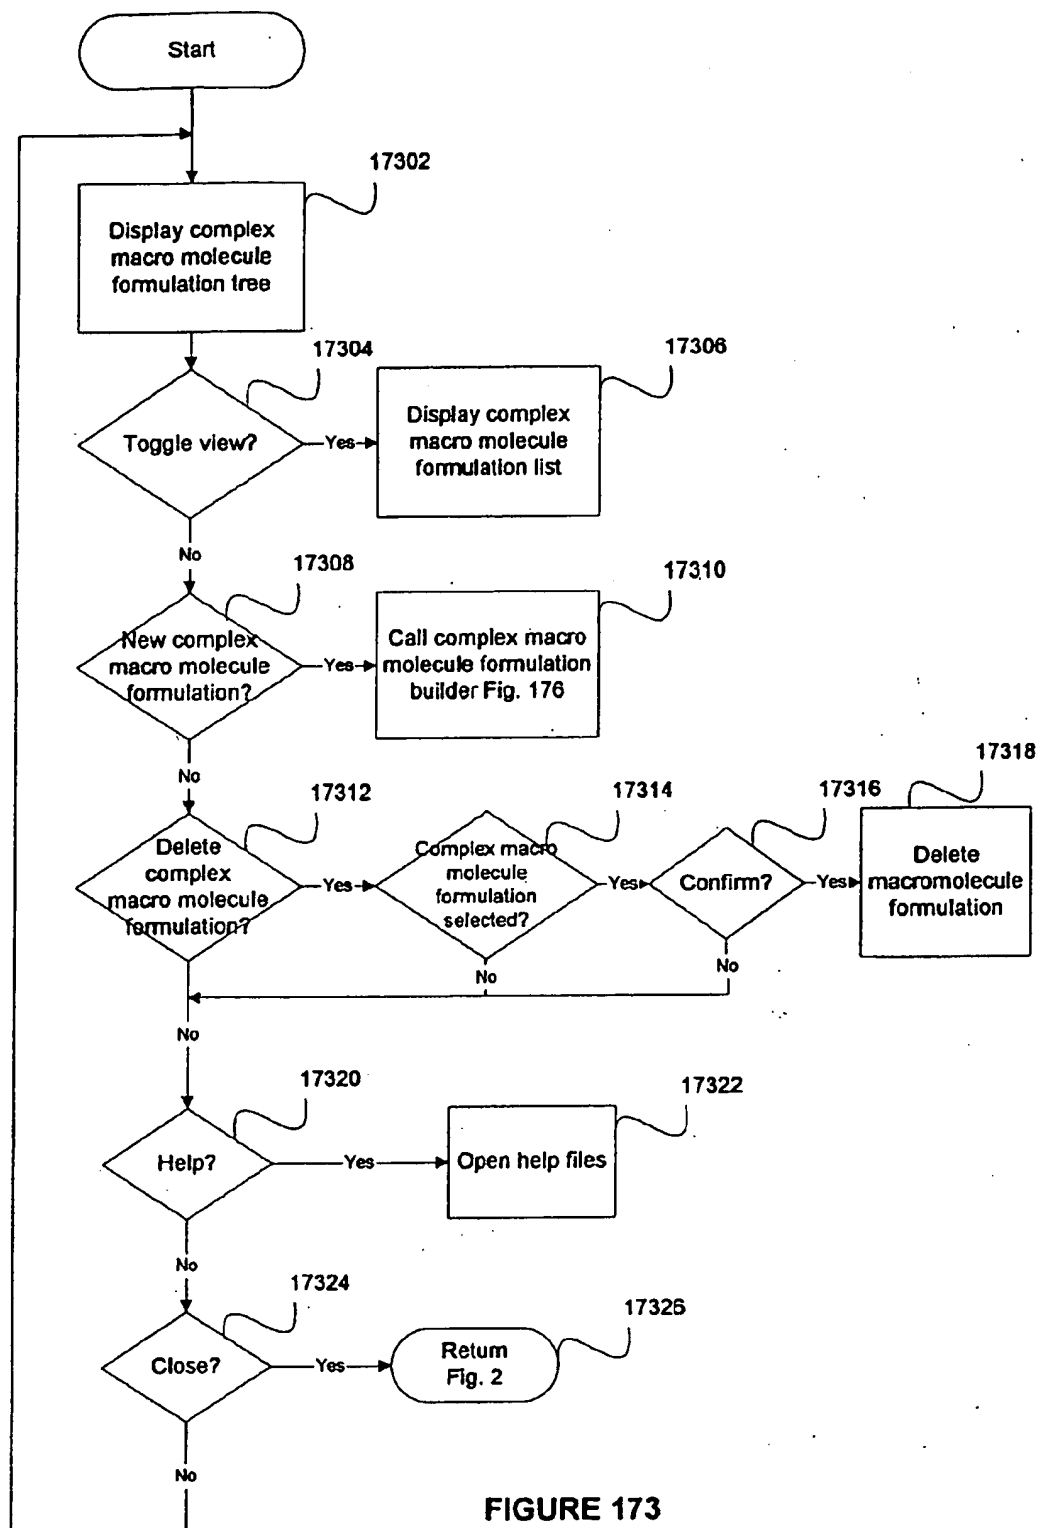 Start
17302
Display complex
macro molecule
formulation tree
17304
17306
Toggle view?
Yes
Display complex
macro molecule
formulation list
No
17308
17310
New complex
macro molecule
formulation?
Yes
Call complex macro
molecule formulation
builder Fig. 176
No
17312
17314
17316
17318
Delete
complex
macro molecule
formulation?
Yes
Complex macro
molecule
formulation
selected?
Yes
Confirm?
Yes
Delete
macromolecule
formulation
No
No
No
17320
17322
Help?
Yes
Open help files
No
17324
17326
Close?
Yes
Return
Fig. 2
No
FIGURE 173